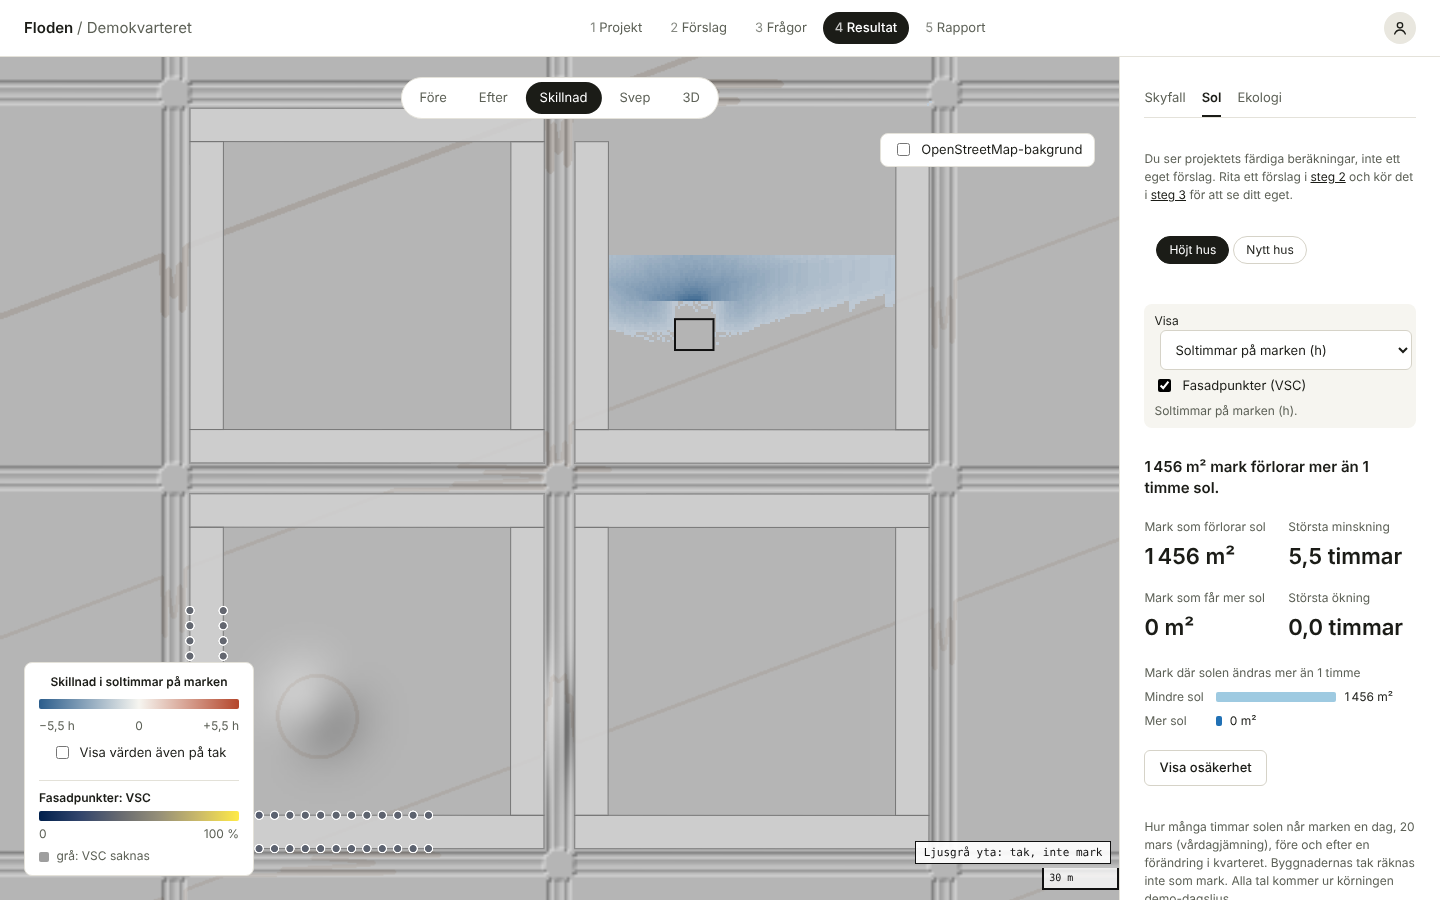 Floden / Demokvarteret
1 Projekt
2 Förslag
3 Frågor
4 Resultat
5 Rapport
Före
Efter
Skillnad
Svep
3D
OpenStreetMap-bakgrund
Skyfall
Sol
Ekologi
Du ser projektets färdiga beräkningar, inte ett
eget förslag. Rita ett förslag i steg 2 och kör det
i steg 3 för att se ditt eget.
Höjt hus
Nytt hus
Visa
Soltimmar på marken (h)
Fasadpunkter (VSC)
Soltimmar på marken (h).
1 456 m² mark förlorar mer än 1
timme sol.
Mark som förlorar sol
1 456 m²
Största minskning
5,5 timmar
Mark som får mer sol
0 m²
Största ökning
0,0 timmar
Mark där solen ändras mer än 1 timme
Mindre sol
1 456 m²
Mer sol
0 m²
Visa osäkerhet
Hur många timmar solen når marken en dag, 20
mars (vårdagjämning), före och efter en
förändring i kvarteret. Byggnadernas tak räknas
inte som mark. Alla tal kommer ur körningen
demo-dagsljus.
Skillnad i soltimmar på marken
−5,5 h
0
+5,5 h
Visa värden även på tak
Fasadpunkter: VSC
0
100 %
grå: VSC saknas
Ljusgrå yta: tak, inte mark
30 m